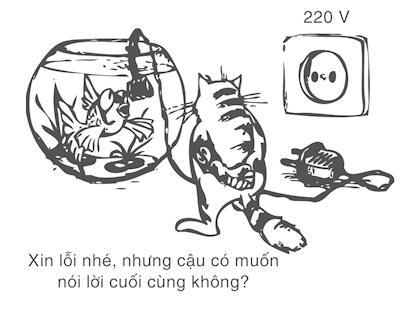 220 V
Xin lỗi nhé, nhưng cậu có muốn
nói lời cuối cùng không?